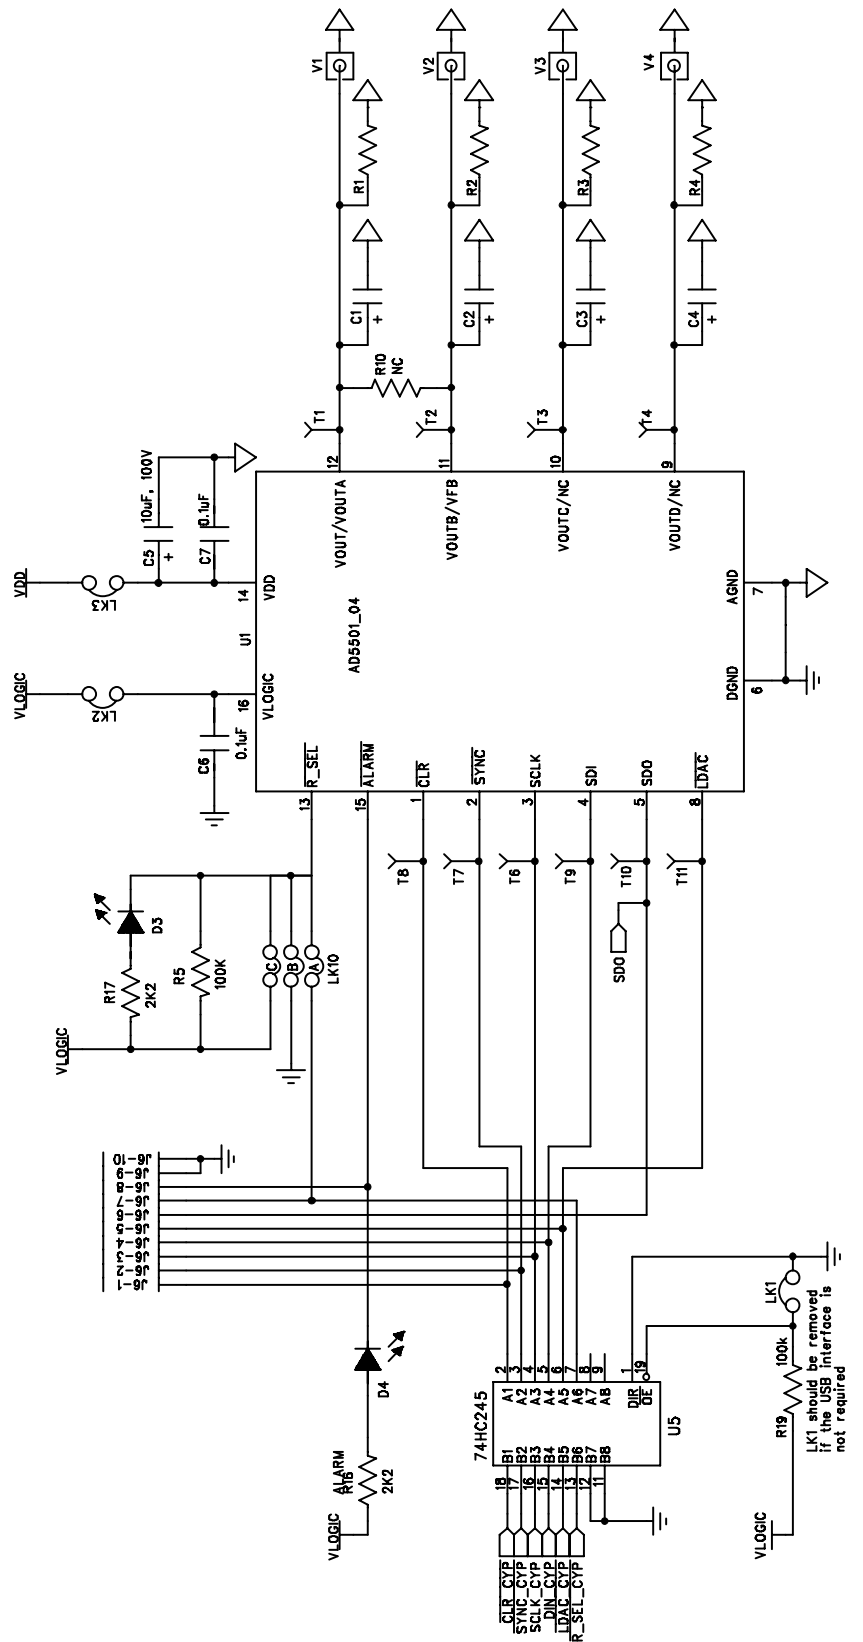 V1
V2
V3
V4
R1
R2
R3
R4
C1
+
C2
+
C3
+
C4
+
R10
NC
T1
T2
T3
T4
12
11
10
9
10uF, 100V
0.1uF
C5
+
C7
VDD
LK3
14
VDD
VLOGIC
LK2
16
VLOGIC
C6
0.1uF
U1
AD5501_04
VOUT/VOUTA
VOUTB/VFB
VOUTC/NC
VOUTD/NC
AGND
7
DGND
6
R_SEL
ALARM
CLR
SYNC
SCLK
SDI
SDO
LDAC
13
15
1
2
3
4
5
8
T8
T7
T6
T9
T10
T11
SDO
D3
R17
2K2
R5
100K
C
B
A
LK10
VLOGIC
J6-10
J6-9
J6-8
J6-7
J6-6
J6-5
J6-4
J6-3
J6-2
J6-1
D4
ALARM
R16
2K2
VLOGIC
74HC245
U5
2
3
4
5
6
7
8
9
1
19
A1
A2
A3
A4
A5
A6
A7
A8
DIR
OE
B1
B2
B3
B4
B5
B6
B7
B8
18
17
16
15
14
13
12
11
CLR_CYP
SYNC_CYP
SCLK_CYP
DIN_CYP
LDAC_CYP
R_SEL_CYP
LK1
R19
100k
VLOGIC
LK1 should be removed
if the USB interface is
not required